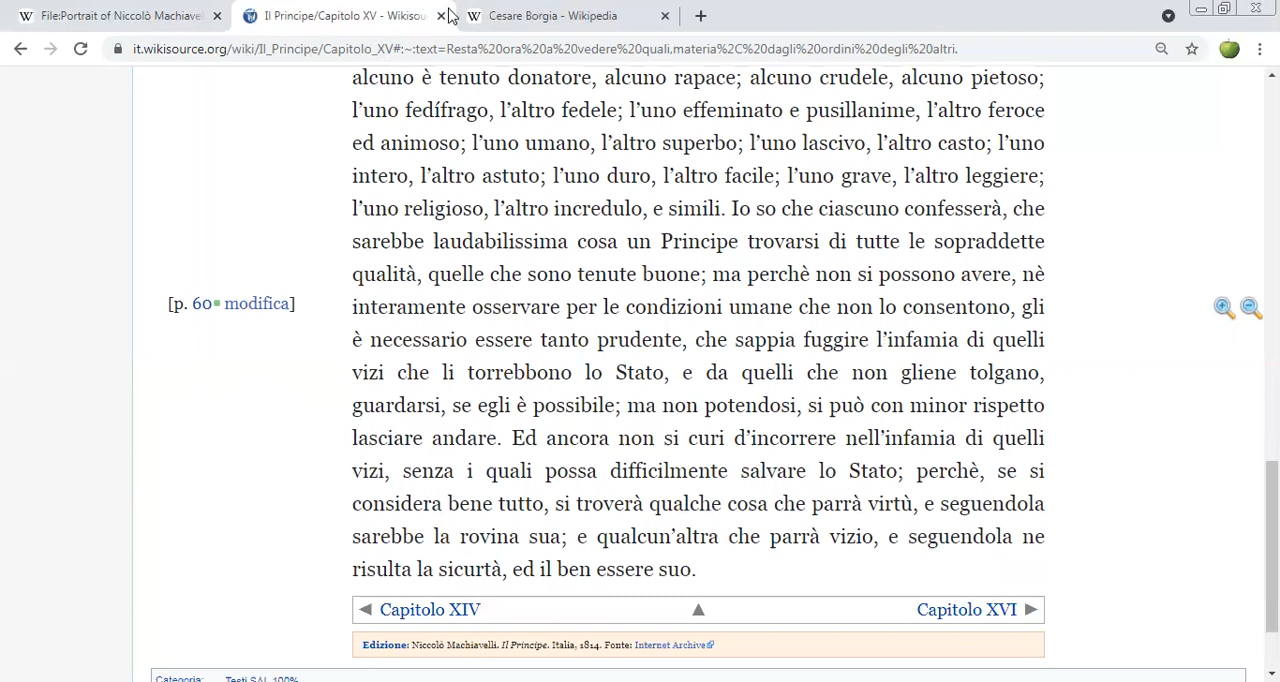 File:Portrait of Niccolò Machiavel
Il Principe/Capitolo XV - Wikisou
Cesare Borgia - Wikipedia
it.wikisource.org/wiki/Il_Principe/Capitolo_XV#:~:text=Resta%20ora%20a%20vedere%20quali,materia%2C%20dagli%20ordini%20degli%20altri.
alcuno è tenuto donatore, alcuno rapace; alcuno crudele, alcuno pietoso;
l’uno fedífrago, l’altro fedele; l’uno effeminato e pusillanime, l’altro feroce
ed animoso; l’uno umano, l’altro superbo; l’uno lascivo, l’altro casto; l’uno
intero, l’altro astuto; l’uno duro, l’altro facile; l’uno grave, l’altro leggiere;
l’uno religioso, l’altro incredulo, e simili. Io so che ciascuno confesserà, che
sarebbe laudabilissima cosa un Principe trovarsi di tutte le sopraddette
qualità, quelle che sono tenute buone; ma perchè non si possono avere, nè
[p. 60 modifica]
interamente osservare per le condizioni umane che non lo consentono, gli
è necessario essere tanto prudente, che sappia fuggire l’infamia di quelli
vizi che li torrebbono lo Stato, e da quelli che non gliene tolgano,
guardarsi, se egli è possibile; ma non potendosi, si può con minor rispetto
lasciare andare. Ed ancora non si curi d’incorrere nell’infamia di quelli
vizi, senza i quali possa difficilmente salvare lo Stato; perchè, se si
considera bene tutto, si troverà qualche cosa che parrà virtù, e seguendola
sarebbe la rovina sua; e qualcun’altra che parrà vizio, e seguendola ne
risulta la sicurtà, ed il ben essere suo.
◄ Capitolo XIV ▲ Capitolo XVI ►
Edizione: Niccolò Machiavelli. Il Principe. Italia, 1814. Fonte: Internet Archive
Categoria: Testi SAL 100%